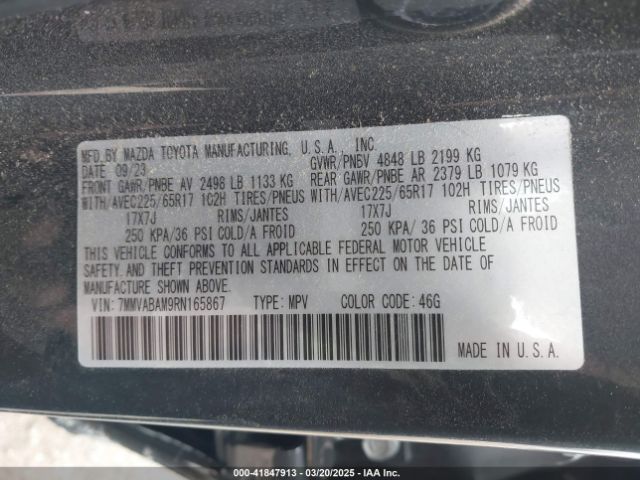 MFD BY MAZDA TOYOTA MANUFACTURING, U.S.A., INC.
DATE 09/23 GVWR/PNBV 4848 LB 2199 KG
FRONT GAWR/PNBE AV 2498 LB 1133 KG REAR GAWR/PNBE AR 2379 LB 1079 KG
WITH/AVEC225/65R17 102H TIRES/PNEUS WITH/AVEC225/65R17 102H TIRES/PNEUS
17X7J RIMS/JANTES 17X7J RIMS/JANTES
250 KPA/36 PSI COLD/A FROID 250 KPA/ 36 PSI COLD/A FROID
THIS VEHICLE CONFORMS TO ALL APPLICABLE FEDERAL MOTOR VEHICLE
SAFETY.AND THEFT PREVENTION STANDARDS IN EFFECT ON THE DATE OF
MANUFACTURE SHOWN ABOVE.
VIN: 7MMVABAM9RN165867 TYPE: MPV COLOR CODE: 46G
MADE IN U.S.A.
000-41847913 - 03/20/2025 - IAA Inc.